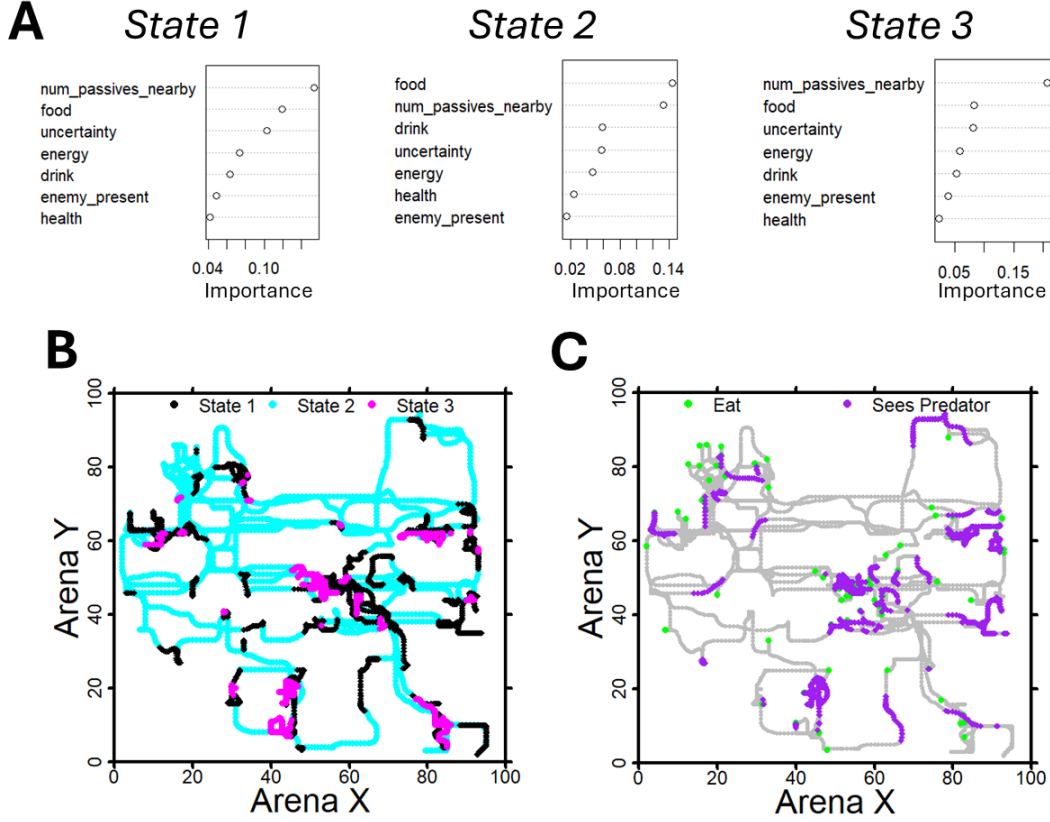 A
State 1
State 2
State 3
num_passives_nearby
food
uncertainty
energy
drink
enemy_present
health
0.04 0.10
Importance
food
num_passives_nearby
drink
uncertainty
energy
health
enemy_present
0.02 0.08 0.14
Importance
num_passives_nearby
food
uncertainty
energy
drink
enemy_present
health
0.05 0.15
Importance
B
State 1 State 2 State 3
Arena Y
100
80
60
40
20
0
0 20 40 60 80 100
Arena X
C
Eat Sees Predator
Arena Y
100
80
60
40
20
0
0 20 40 60 80 100
Arena X